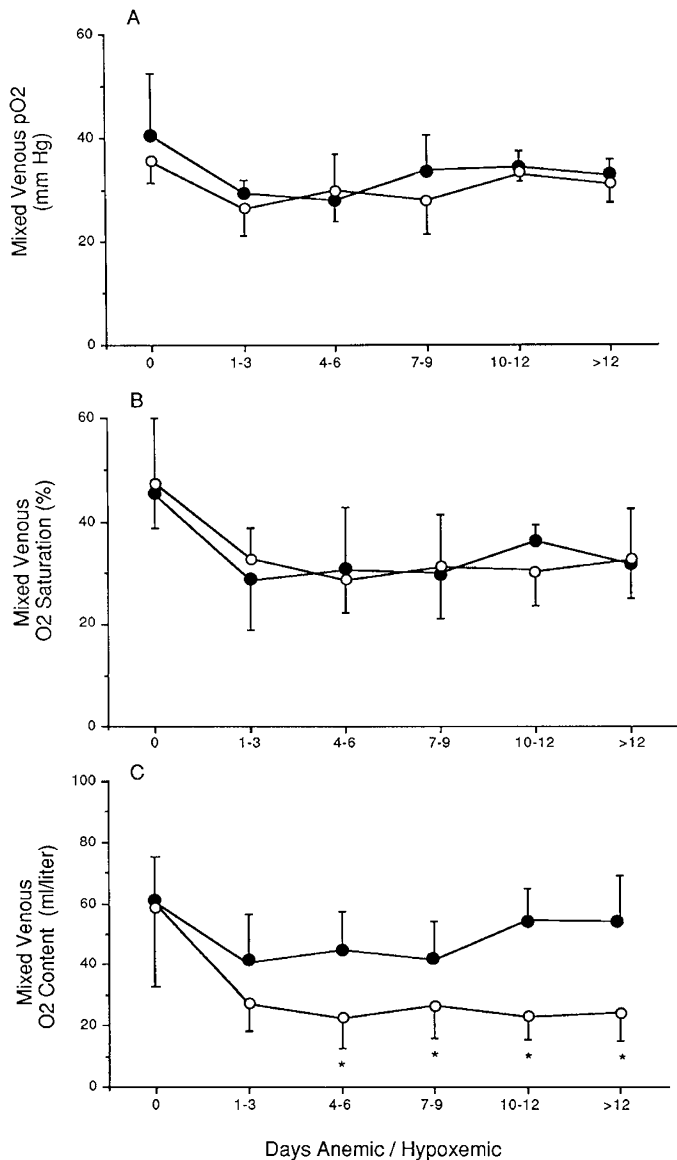 A
Mixed Venous pO2
(mm Hg)
60
40
20
0
0 1-3 4-6 7-9 10-12 >12
B
Mixed Venous
O2 Saturation (%)
60
40
20
0
0 1-3 4-6 7-9 10-12 >12
C
Mixed Venous
O2 Content (ml/liter)
100
80
60
40
20
0
* * * *
0 1-3 4-6 7-9 10-12 >12
Days Anemic / Hypoxemic